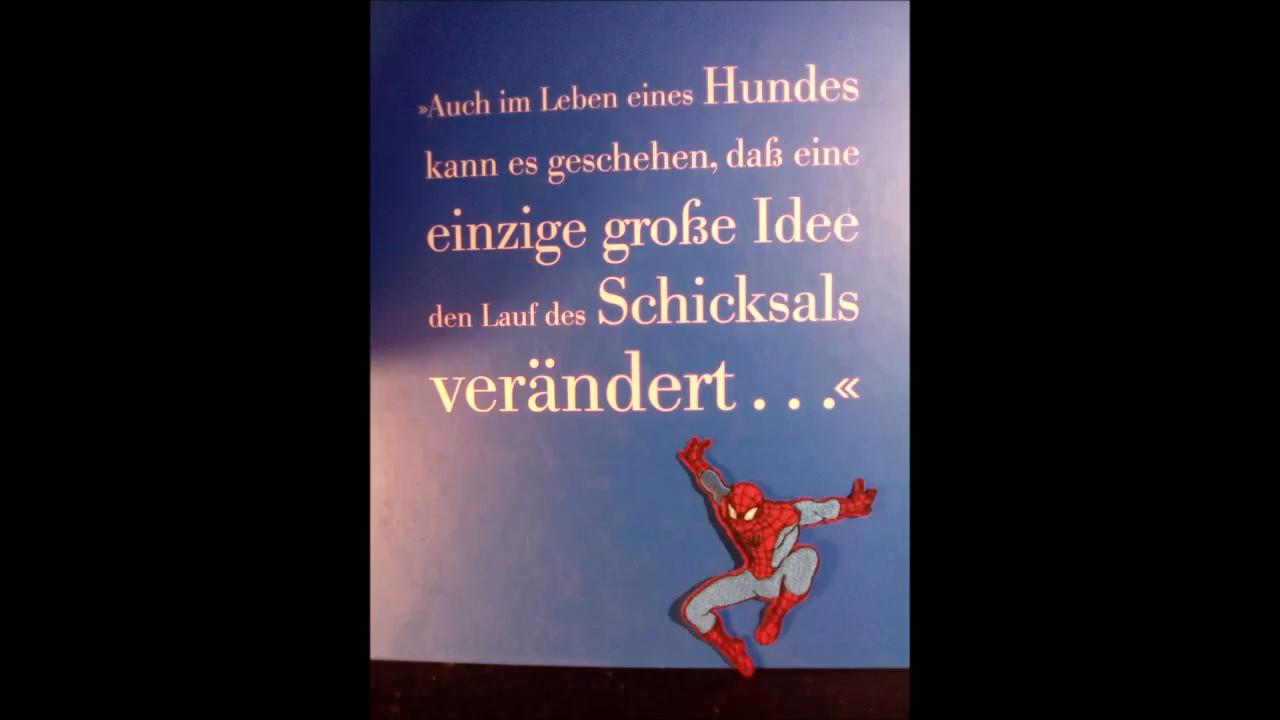 »Auch im Leben eines Hundes
kann es geschehen, daß eine
einzige große Idee
den Lauf des Schicksals
verändert . . .«